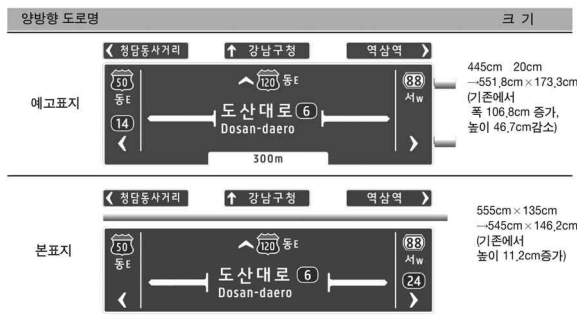 양방향 도로명 크 기
❮ 청담동사거리 ↑ 강남구청 역삼역 ❯
50 120 동E 88
동E 서W
도산대로 6
14 Dosan-daero
❮ ❯
300m
예고표지
445cm 20cm
→551.8cm×173.3cm
(기존에서
폭 106.8cm 증가,
높이 46.7cm감소)
❮ 청담동사거리 ↑ 강남구청 역삼역 ❯
50 120 동E 88
동E 서W
도산대로 6 24
Dosan-daero
❮ ❯
본표지
555cm×135cm
→545cm×146.2cm
(기존에서
높이 11.2cm증가)